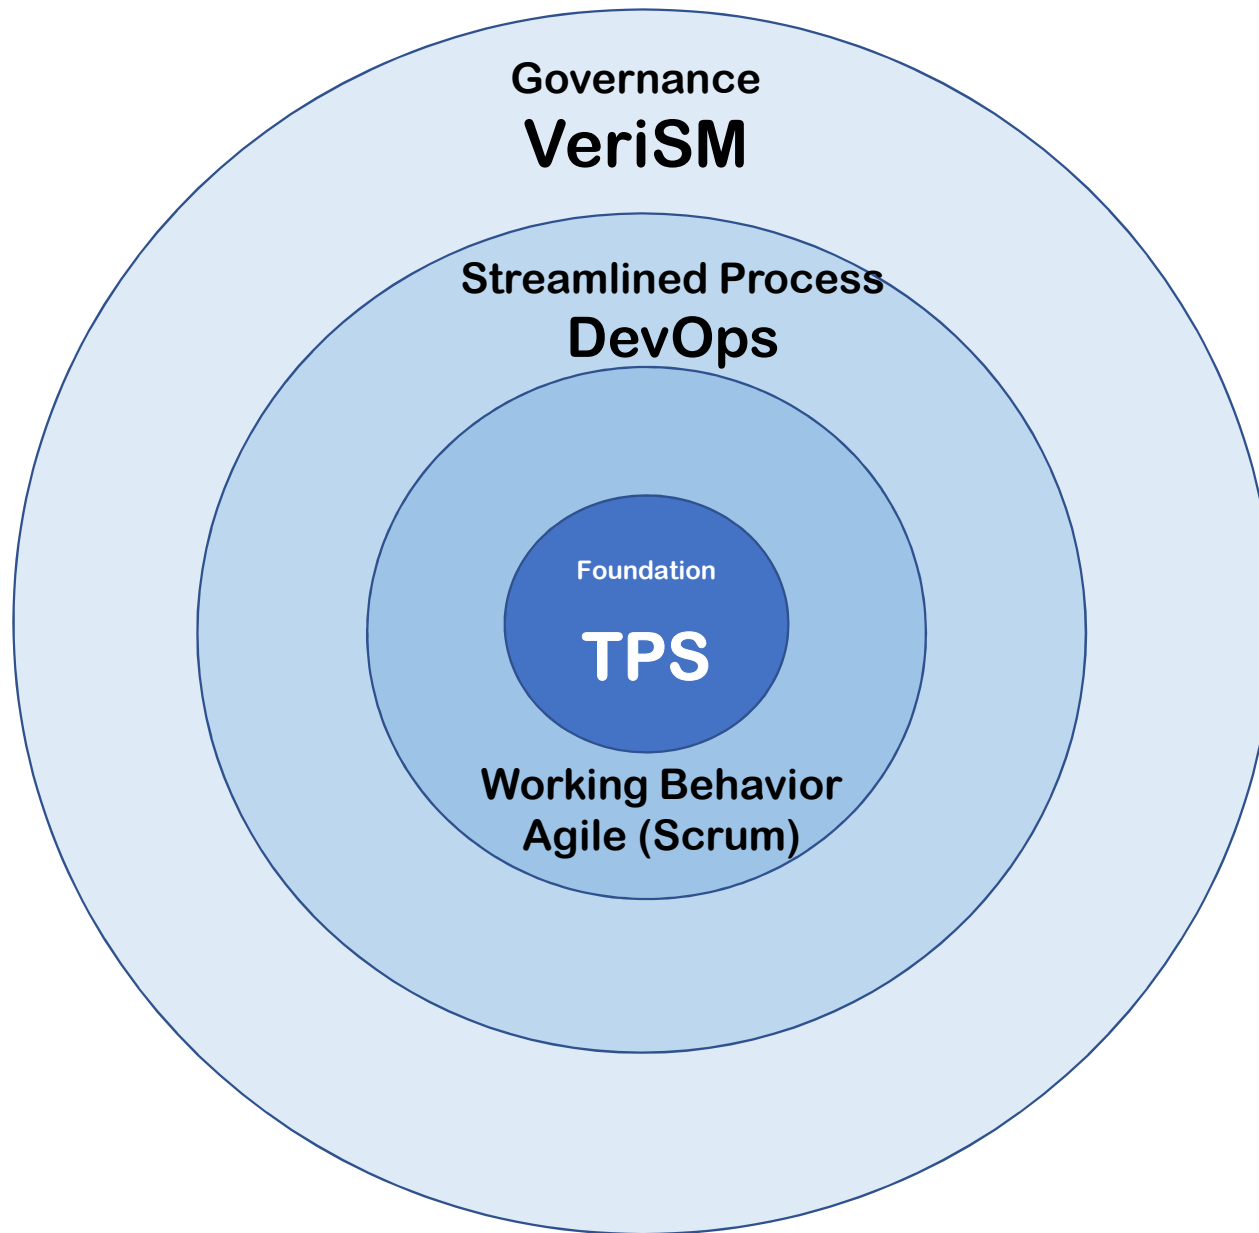 Governance
VeriSM
Streamlined Process
DevOps
Foundation
TPS
Working Behavior
Agile (Scrum)